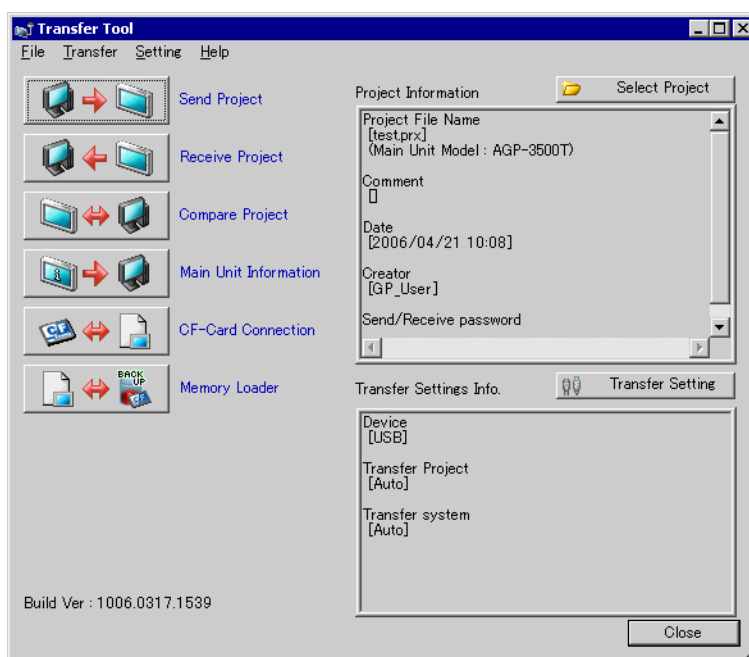 Transfer Tool
File Transfer Setting Help
Send Project
Receive Project
Compare Project
Main Unit Information
CF
CF-Card Connection
BACK
UP
CF
Memory Loader
Build Ver : 1006.0317.1539
Project Information
Select Project
Project File Name
[test.prx]
(Main Unit Model : AGP-3500T)
Comment
[]
Date
[2006/04/21 10:08]
Creator
[GP_User]
Send/Receive password
Transfer Settings Info.
Transfer Setting
Device
[USB]
Transfer Project
[Auto]
Transfer system
[Auto]
Close